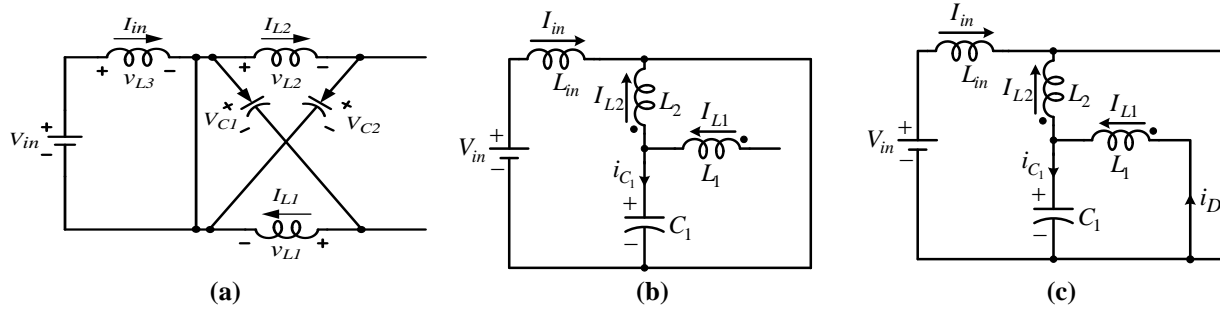 I_in
I_L2
+ v_L3 −
+ v_L2 −
V_in + −
+ V_C1 −
+ V_C2 −
I_L1
− v_L1 +
(a)
I_in
L_in
I_L2
L_2
I_L1
L_1
V_in + −
i_C1
+ C_1 −
(b)
I_in
L_in
I_L2
L_2
I_L1
L_1
V_in + −
i_C1
+ C_1 −
i_D
(c)